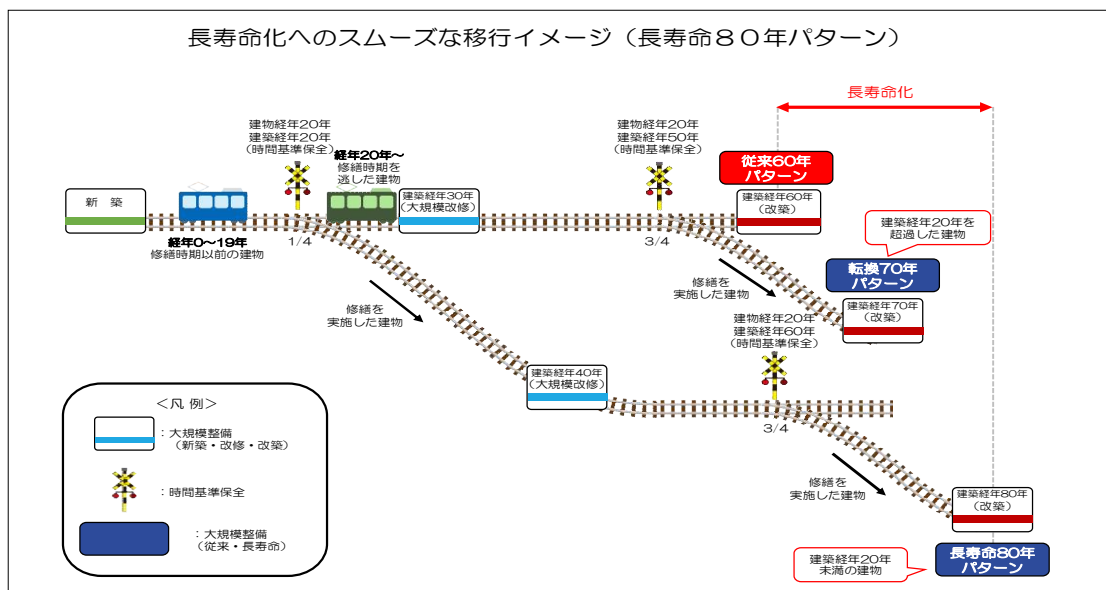 長寿命化へのスムーズな移行イメージ（長寿命８０年パターン）
長寿命化
建物経年20年
建築経年20年
(時間基準保全)
経年20年～
修繕時期を
逃した建物
建物経年20年
建築経年50年
(時間基準保全)
従来60年
パターン
新 築
建築経年30年
(大規模改修)
建築経年60年
(改築)
建築経年20年を
超過した建物
1/4
3/4
経年0～19年
修繕時期以前の建物
転換70年
パターン
修繕を
実施した建物
修繕を
実施した建物
建築経年70年
(改築)
建物経年20年
建築経年60年
(時間基準保全)
建築経年40年
(大規模改修)
3/4
＜凡 例＞
：大規模整備
（新築・改修・改築）
：時間基準保全
：大規模整備
（従来・長寿命）
修繕を
実施した建物
建築経年80年
(改築)
建築経年20年
未満の建物
長寿命80年
パターン